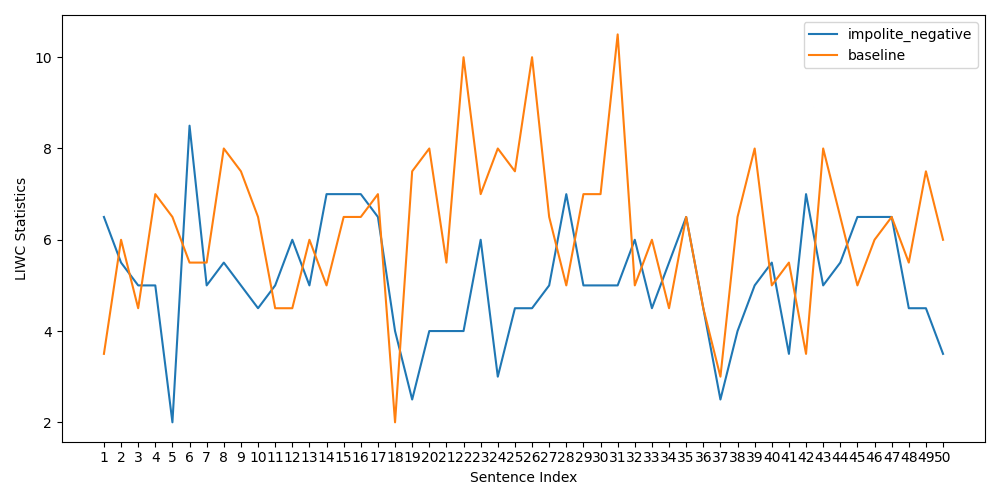 impolite_negative
baseline
10
8
6
4
2
LIWC Statistics
1 2 3 4 5 6 7 8 9 10 11 12 13 14 15 16 17 18 19 20 21 22 23 24 25 26 27 28 29 30 31 32 33 34 35 36 37 38 39 40 41 42 43 44 45 46 47 48 49 50
Sentence Index